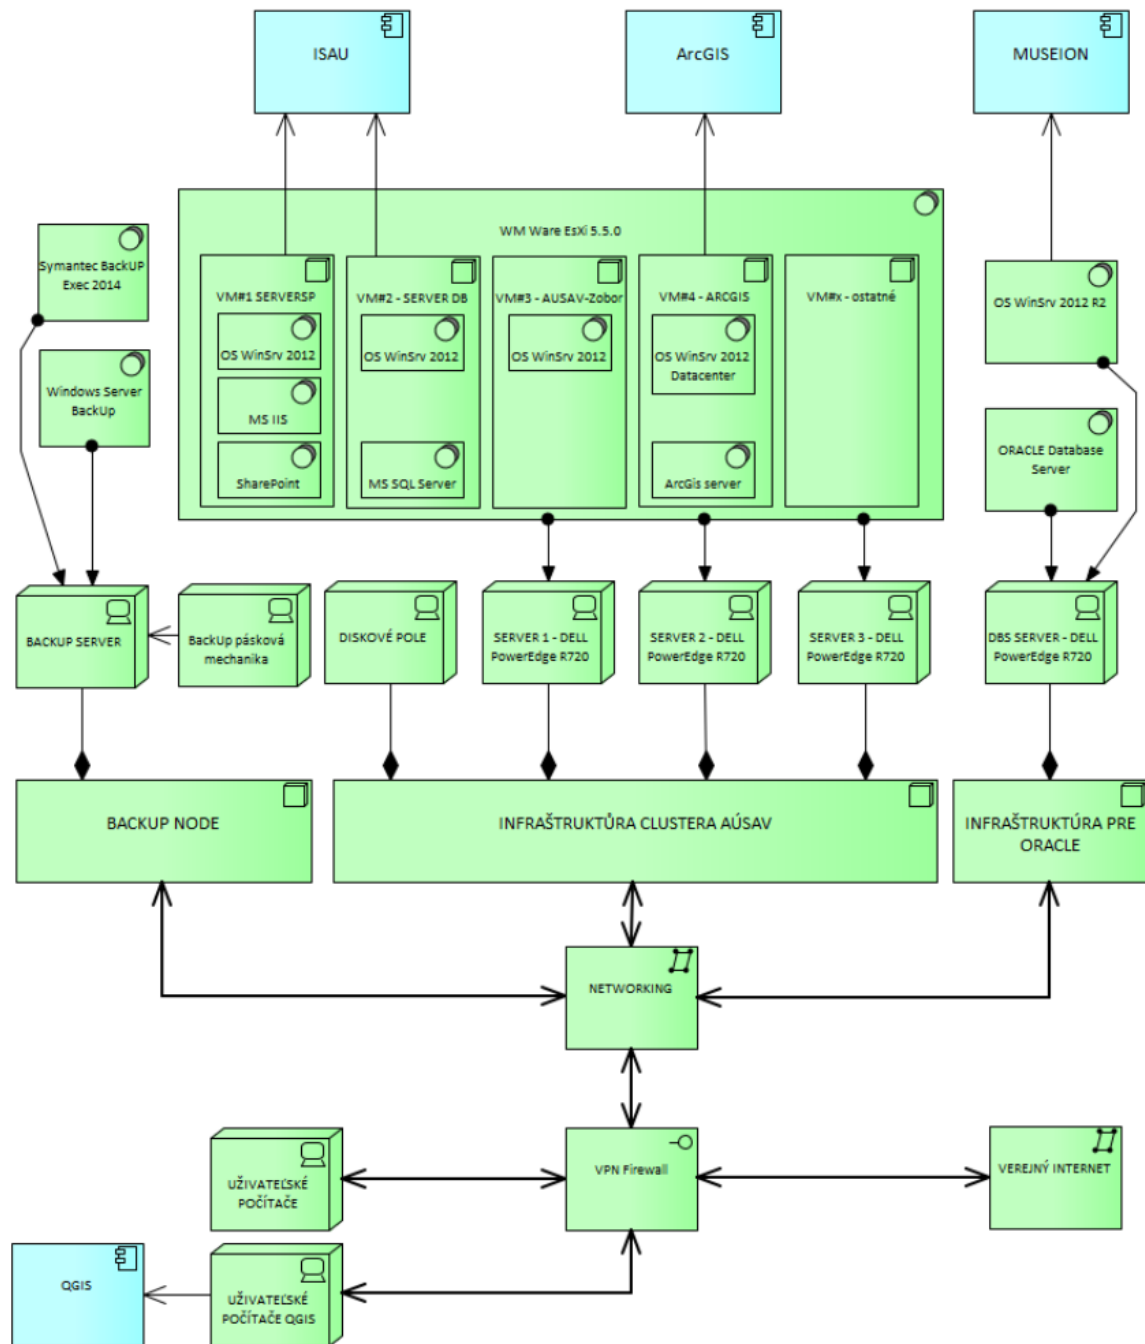 ISAU
ArcGIS
MUSEION
WM Ware EsXi 5.5.0
Symantec BackUP
Exec 2014
VM#1 SERVERSP
VM#2 - SERVER DB
VM#3 - AUSAV-Zobor
VM#4 - ARCGIS
VM#x - ostatné
OS WinSrv 2012 R2
OS WinSrv 2012
OS WinSrv 2012
OS WinSrv 2012
OS WinSrv 2012
Datacenter
Windows Server
BackUp
MS IIS
ORACLE Database
Server
SharePoint
MS SQL Server
ArcGis server
BACKUP SERVER
BackUp pásková
mechanika
DISKOVÉ POLE
SERVER 1 - DELL
PowerEdge R720
SERVER 2 - DELL
PowerEdge R720
SERVER 3 - DELL
PowerEdge R720
DBS SERVER - DELL
PowerEdge R720
BACKUP NODE
INFRAŠTRUKTŮRA CLUSTERA AÚSAV
INFRAŠTRUKTÚRA PRE
ORACLE
NETWORKING
VPN Firewall
UŽIVATEĽSKÉ
POČÍTAČE
VEREJNÝ INTERNET
QGIS
UŽIVATEĽSKÉ
POČÍTAČE QGIS